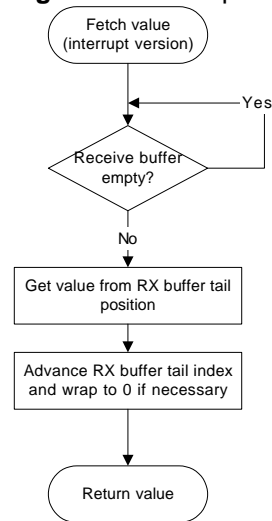 Fetch value
(interrupt version)
Yes
Receive buffer
empty?
No
Get value from RX buffer tail
position
Advance RX buffer tail index
and wrap to 0 if necessary
Return value